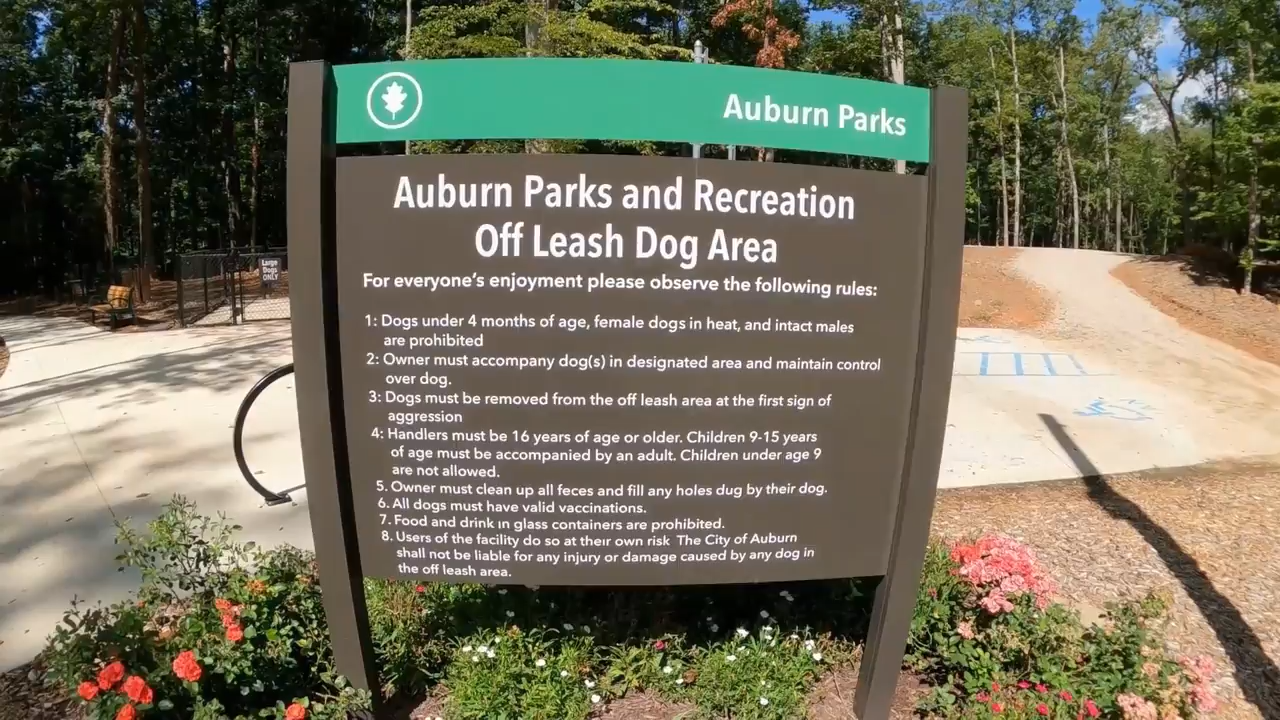 Auburn Parks
Auburn Parks and Recreation
Off Leash Dog Area
For everyone's enjoyment please observe the following rules:
1: Dogs under 4 months of age, female dogs in heat, and intact males
are prohibited
2: Owner must accompany dog(s) in designated area and maintain control
over dog.
3: Dogs must be removed from the off leash area at the first sign of
aggression
4: Handlers must be 16 years of age or older. Children 9-15 years
of age must be accompanied by an adult. Children under age 9
are not allowed.
5. Owner must clean up all feces and fill any holes dug by their dog.
6. All dogs must have valid vaccinations.
7. Food and drink in glass containers are prohibited.
8. Users of the facility do so at their own risk The City of Auburn
shall not be liable for any injury or damage caused by any dog in
the off leash area.
Large
Dogs
ONLY